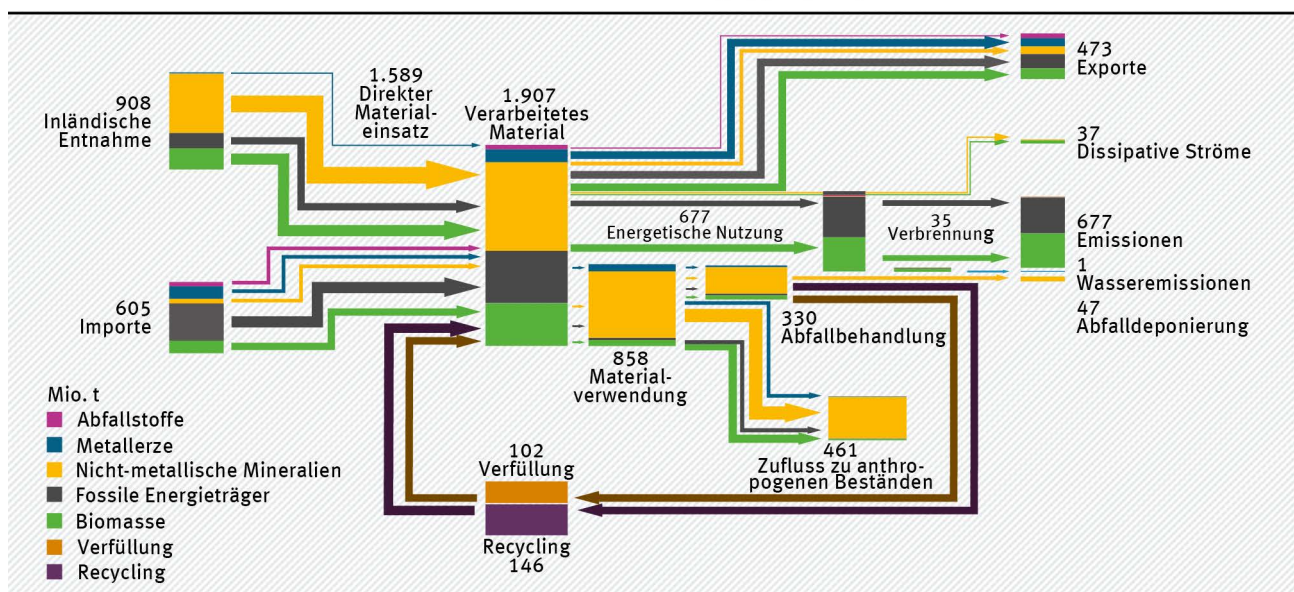 908
Inländische
Entnahme
1.589
Direkter
Material-
einsatz
1.907
Verarbeitetes
Material
473
Exporte
37
Dissipative Ströme
677
Energetische Nutzung
35
Verbrennung
677
Emissionen
1
Wasseremissionen
47
Abfalldeponierung
605
Importe
330
Abfallbehandlung
858
Material-
verwendung
461
Zufluss zu anthro-
pogenen Beständen
102
Verfüllung
Recycling
146
Mio. t
Abfallstoffe
Metallerze
Nicht-metallische Mineralien
Fossile Energieträger
Biomasse
Verfüllung
Recycling